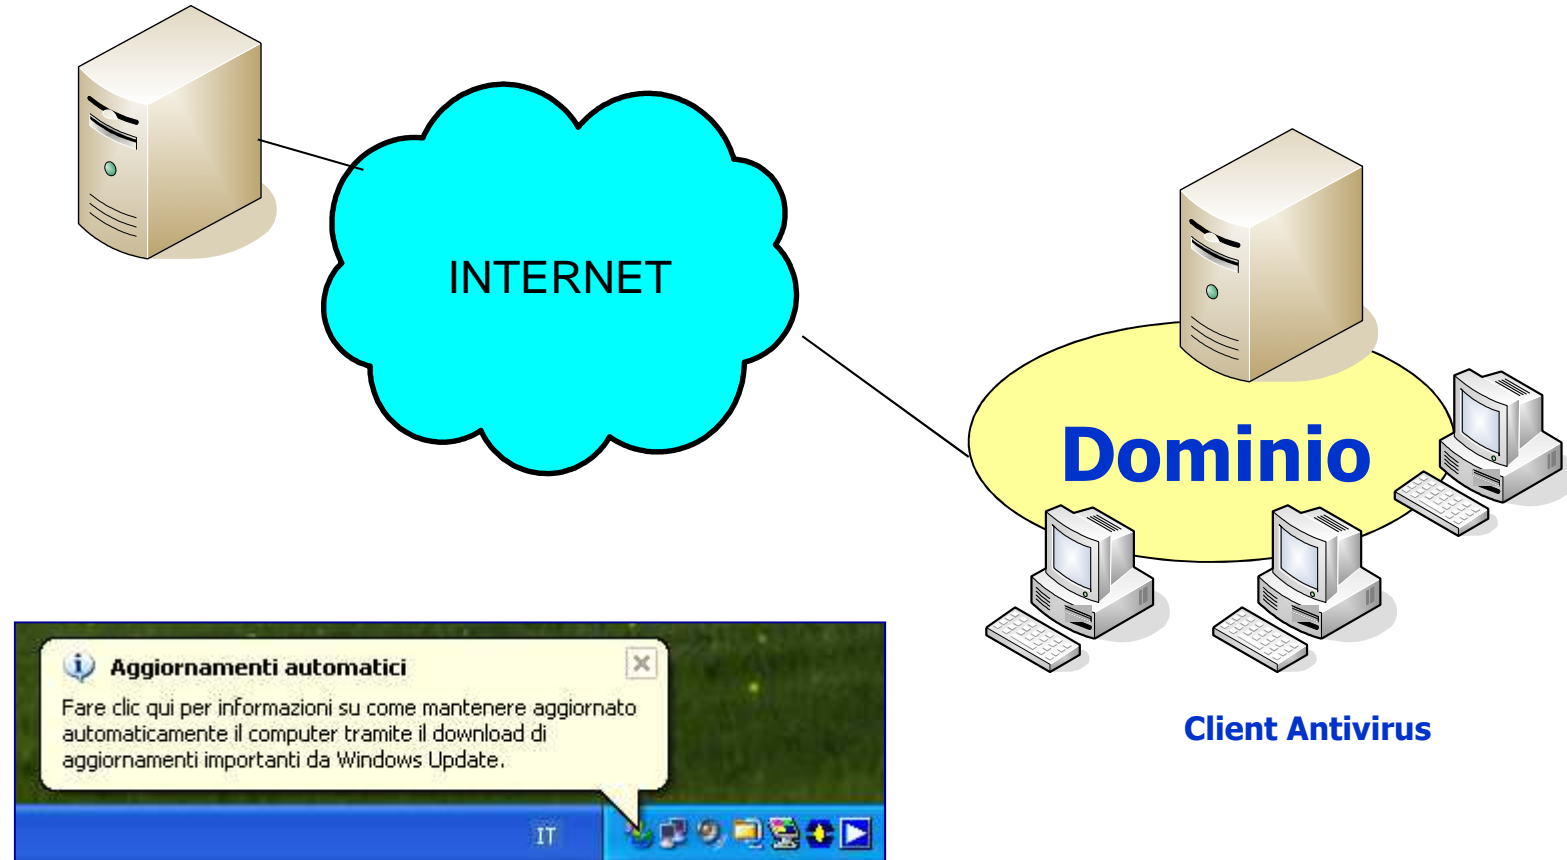 INTERNET
Dominio
Client Antivirus
Aggiornamenti automatici
Fare clic qui per informazioni su come mantenere aggiornato
automaticamente il computer tramite il download di
aggiornamenti importanti da Windows Update.
IT